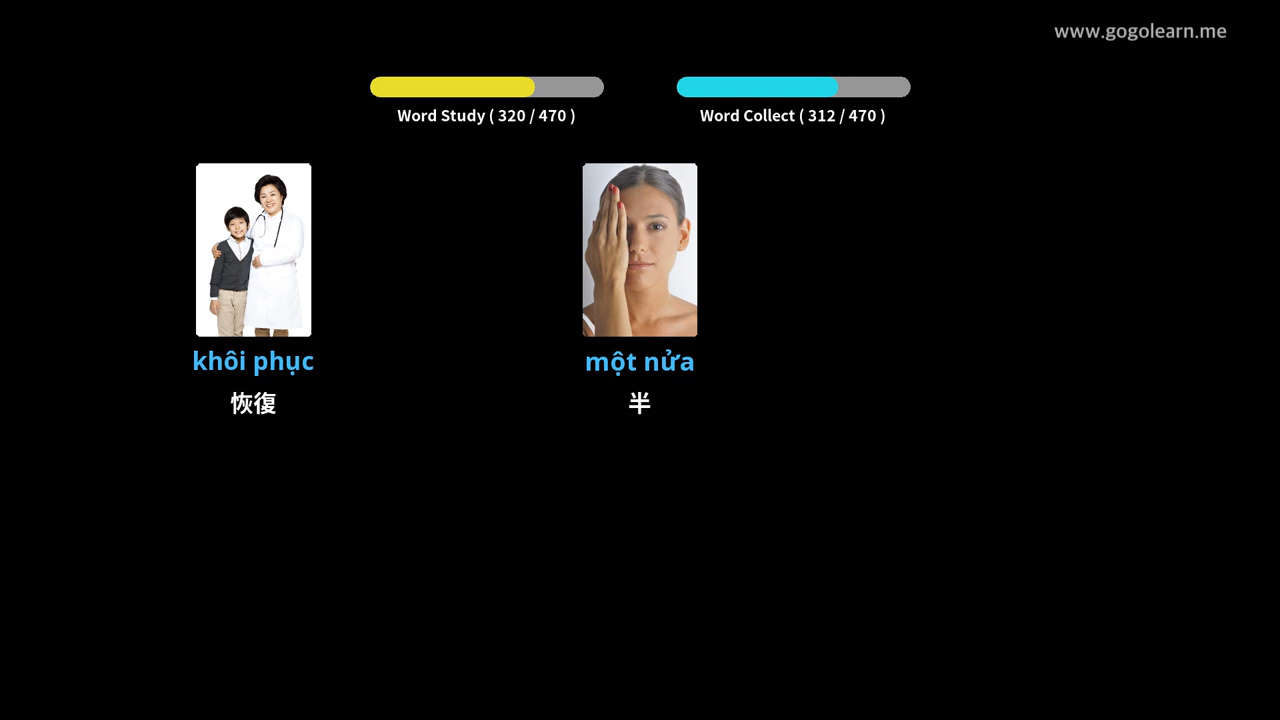 www.gogolearn.me
Word Study ( 320 / 470 )
Word Collect ( 312 / 470 )
khôi phục
恢復
một nửa
半